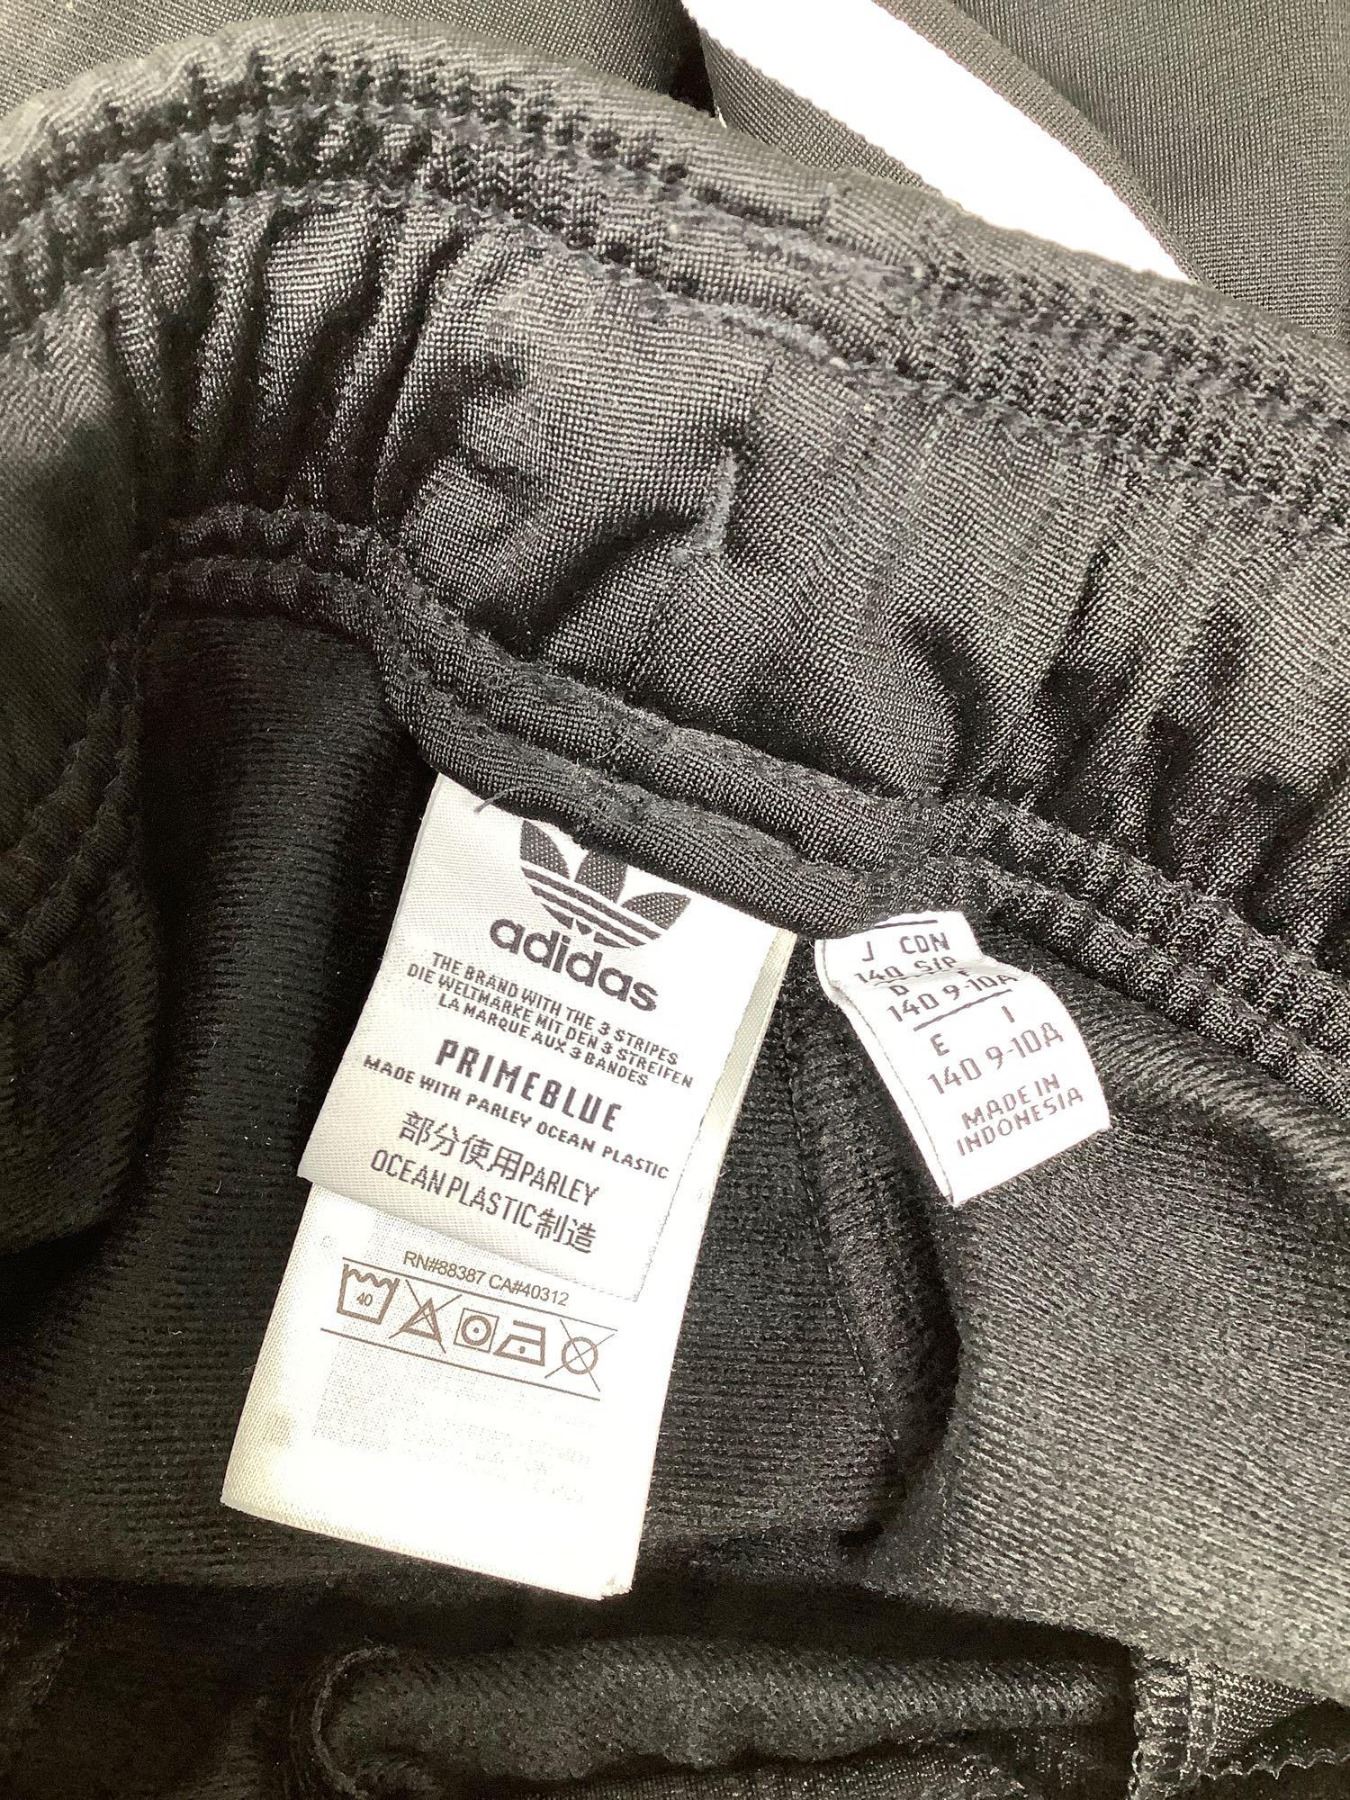 adidas
THE BRAND WITH THE 3 STRIPES
DIE WELTMARKE MIT DEN 3 STREIFEN
LA MARQUE AUX 3 BANDES
PRIMEBLUE
MADE WITH PARLEY OCEAN PLASTIC
部分使用PARLEY
OCEAN PLASTIC制造
RN#88387 CA#40312
40
J CDN
140 S/P
D F
140 9-10A
E I
140 9-10A
MADE IN
INDONESIA